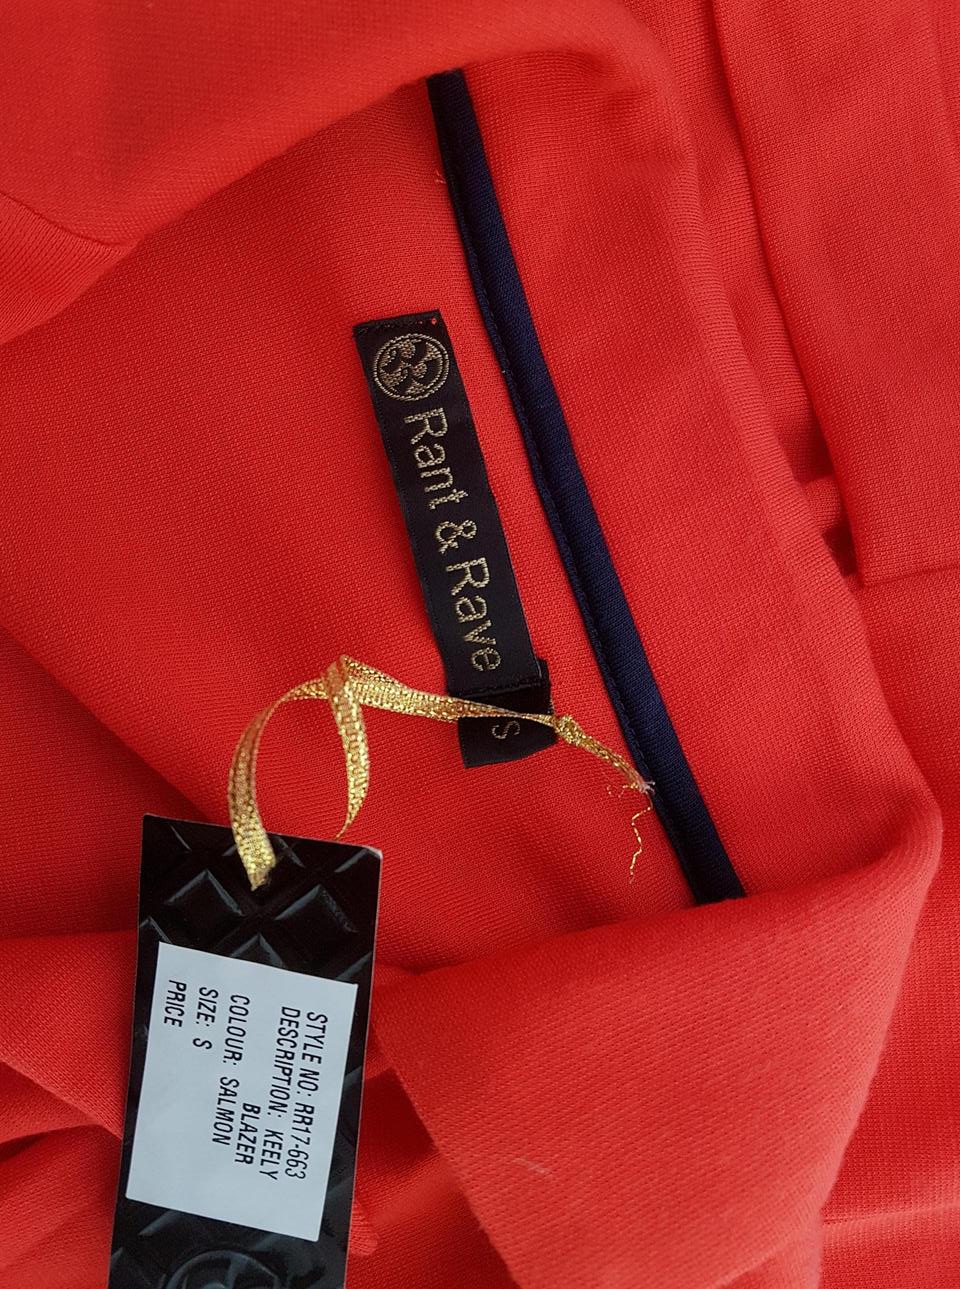 Rant & Rave
S
STYLE NO: RR17-663
DESCRIPTION: KEELY
BLAZER
COLOUR: SALMON
SIZE: S
PRICE